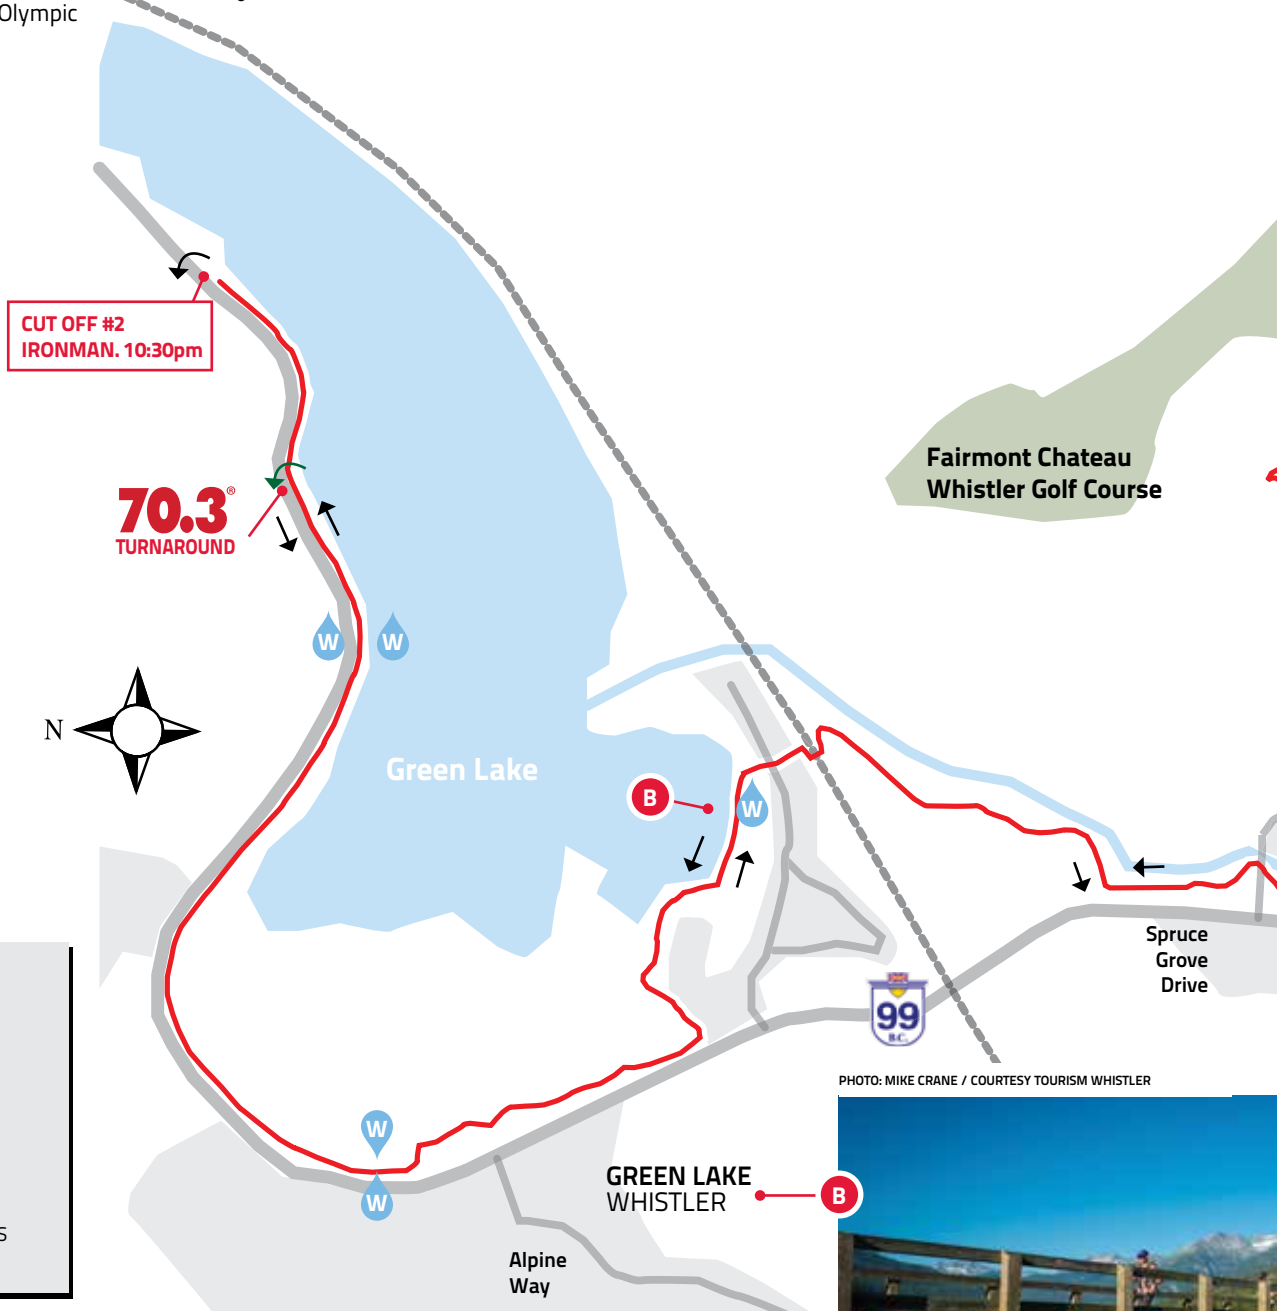 Olympic
CUT OFF #2
IRONMAN. 10:30pm
70.3®
TURNAROUND
Fairmont Chateau
Whistler Golf Course
W
W
N
Green Lake
B
W
Spruce
Grove
Drive
99
B.C.
PHOTO: MIKE CRANE / COURTESY TOURISM WHISTLER
W
W
GREEN LAKE
WHISTLER
B
Alpine
Way